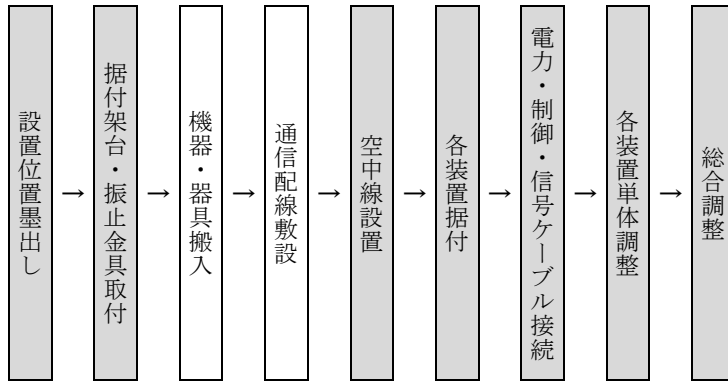 設置位置墨出し
→
据付架台・振止金具取付
→
機器・器具搬入
→
通信配線敷設
→
空中線設置
→
各装置据付
→
電力・制御・信号ケーブル接続
→
各装置単体調整
→
総合調整